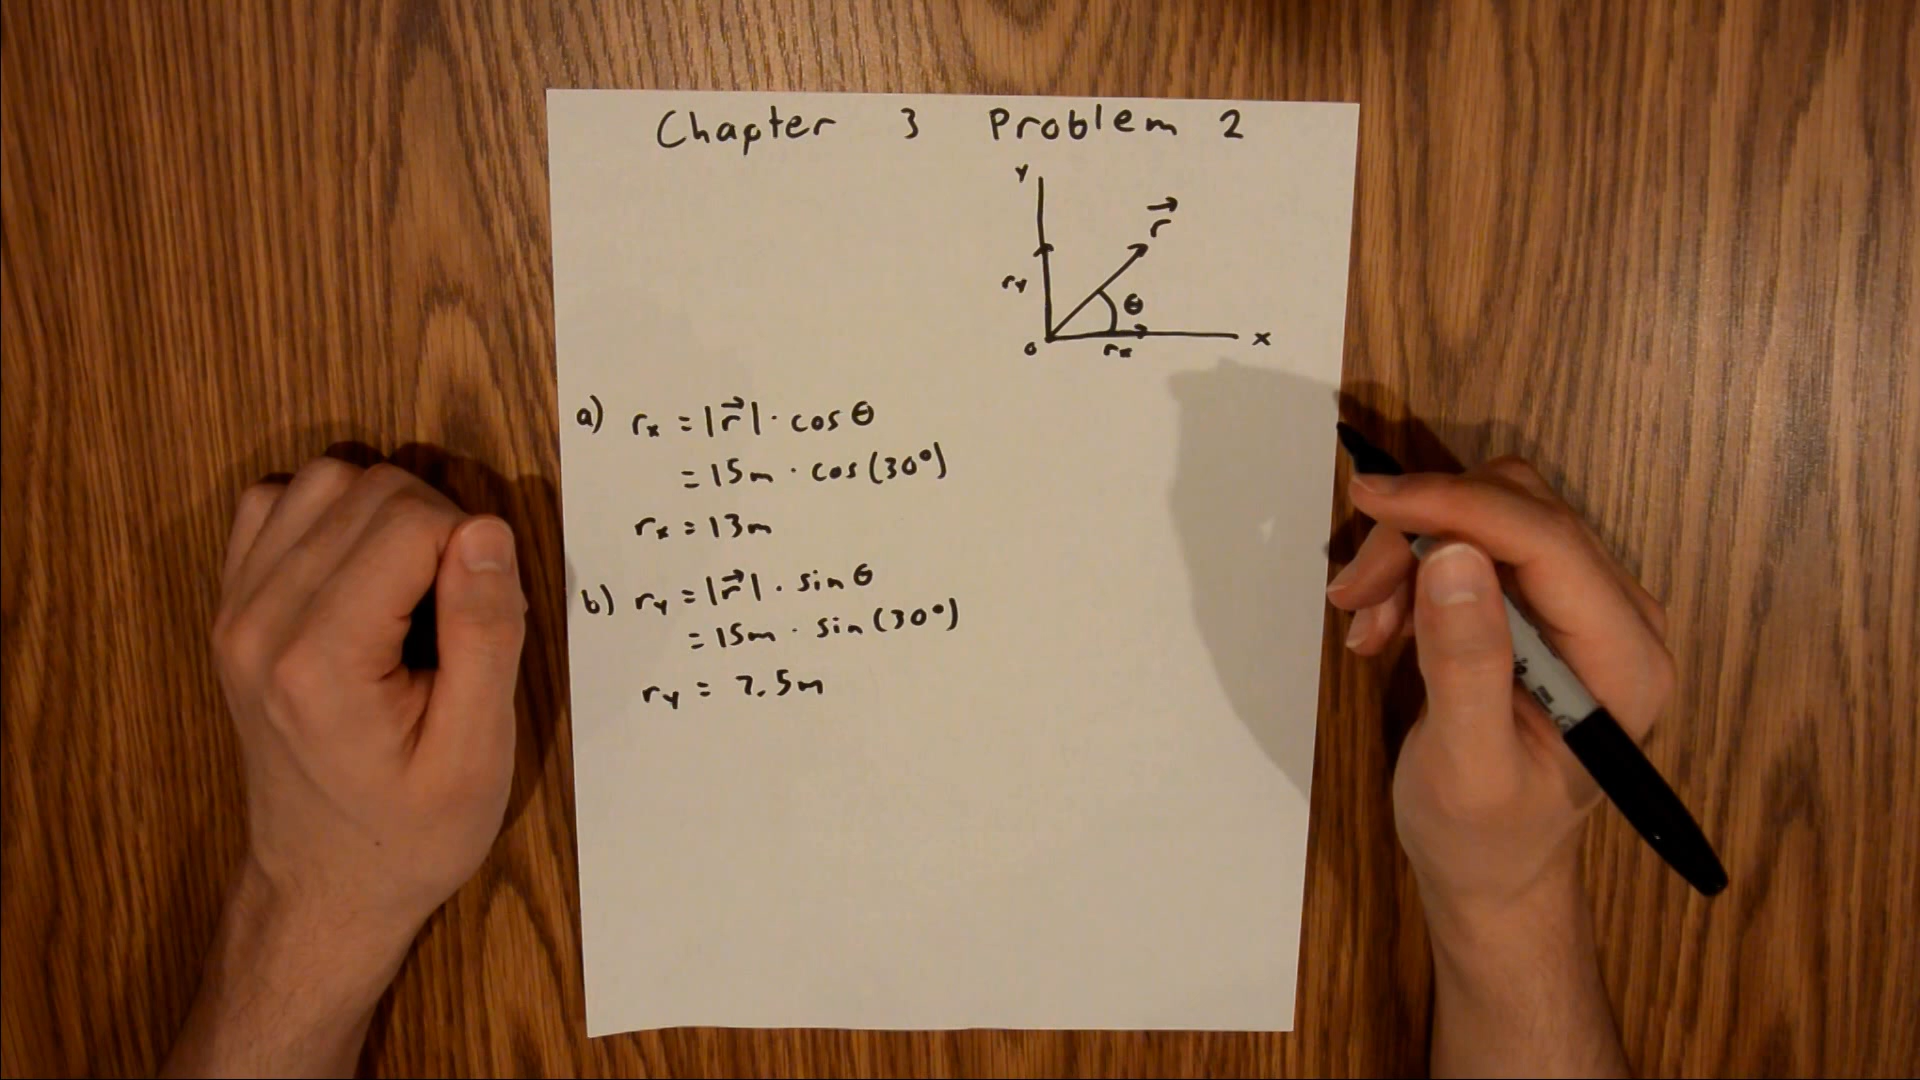 Chapter 3 Problem 2
y
r⃗
ry
θ
0
rx
x
a) rx = |r⃗| · cos θ
= 15m · cos(30°)
rx = 13m
b) ry = |r⃗| · sin θ
= 15m · sin(30°)
ry = 7.5m